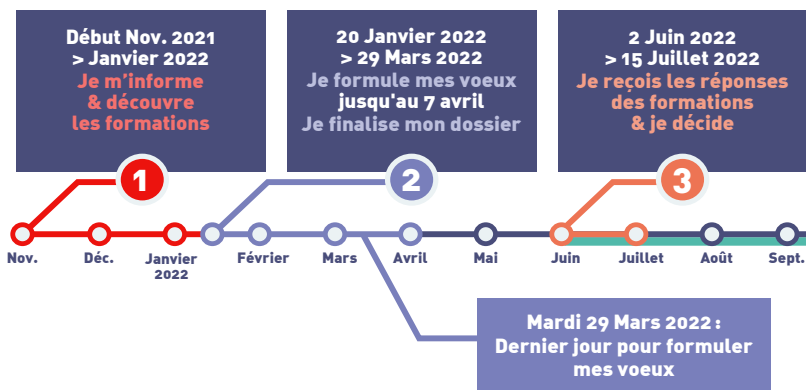 Début Nov. 2021
> Janvier 2022
Je m'informe
& découvre
les formations
1
20 Janvier 2022
> 29 Mars 2022
Je formule mes voeux
jusqu'au 7 avril
Je finalise mon dossier
2
2 Juin 2022
> 15 Juillet 2022
Je reçois les réponses
des formations
& je décide
3
Nov.
Déc.
Janvier
2022
Février
Mars
Avril
Mai
Juin
Juillet
Août
Sept.
Mardi 29 Mars 2022 :
Dernier jour pour formuler
mes voeux